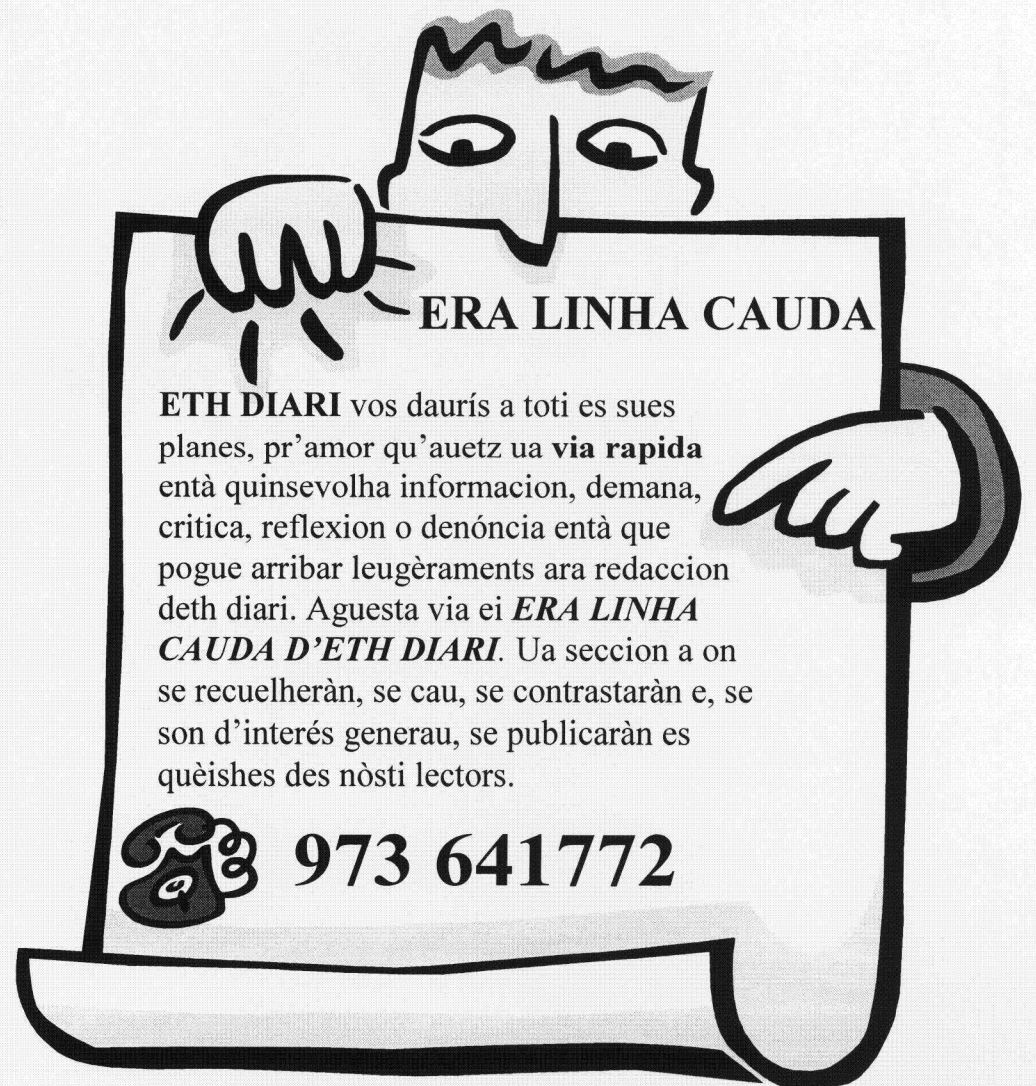 ERA LINHA CAUDA
ETH DIARI vos daurís a toti es sues
planes, pr’amor qu’auetz ua via rapida
entà quinsevolha informacion, demana,
critica, reflexion o denóncia entà que
pogue arribar leugèraments ara redaccion
deth diari. Aguesta via ei ERA LINHA
CAUDA D’ETH DIARI. Ua seccion a on
se recuelheràn, se cau, se contrastaràn e, se
son d’interés generau, se publicaràn es
quèishes des nòsti lectors.
973 641772